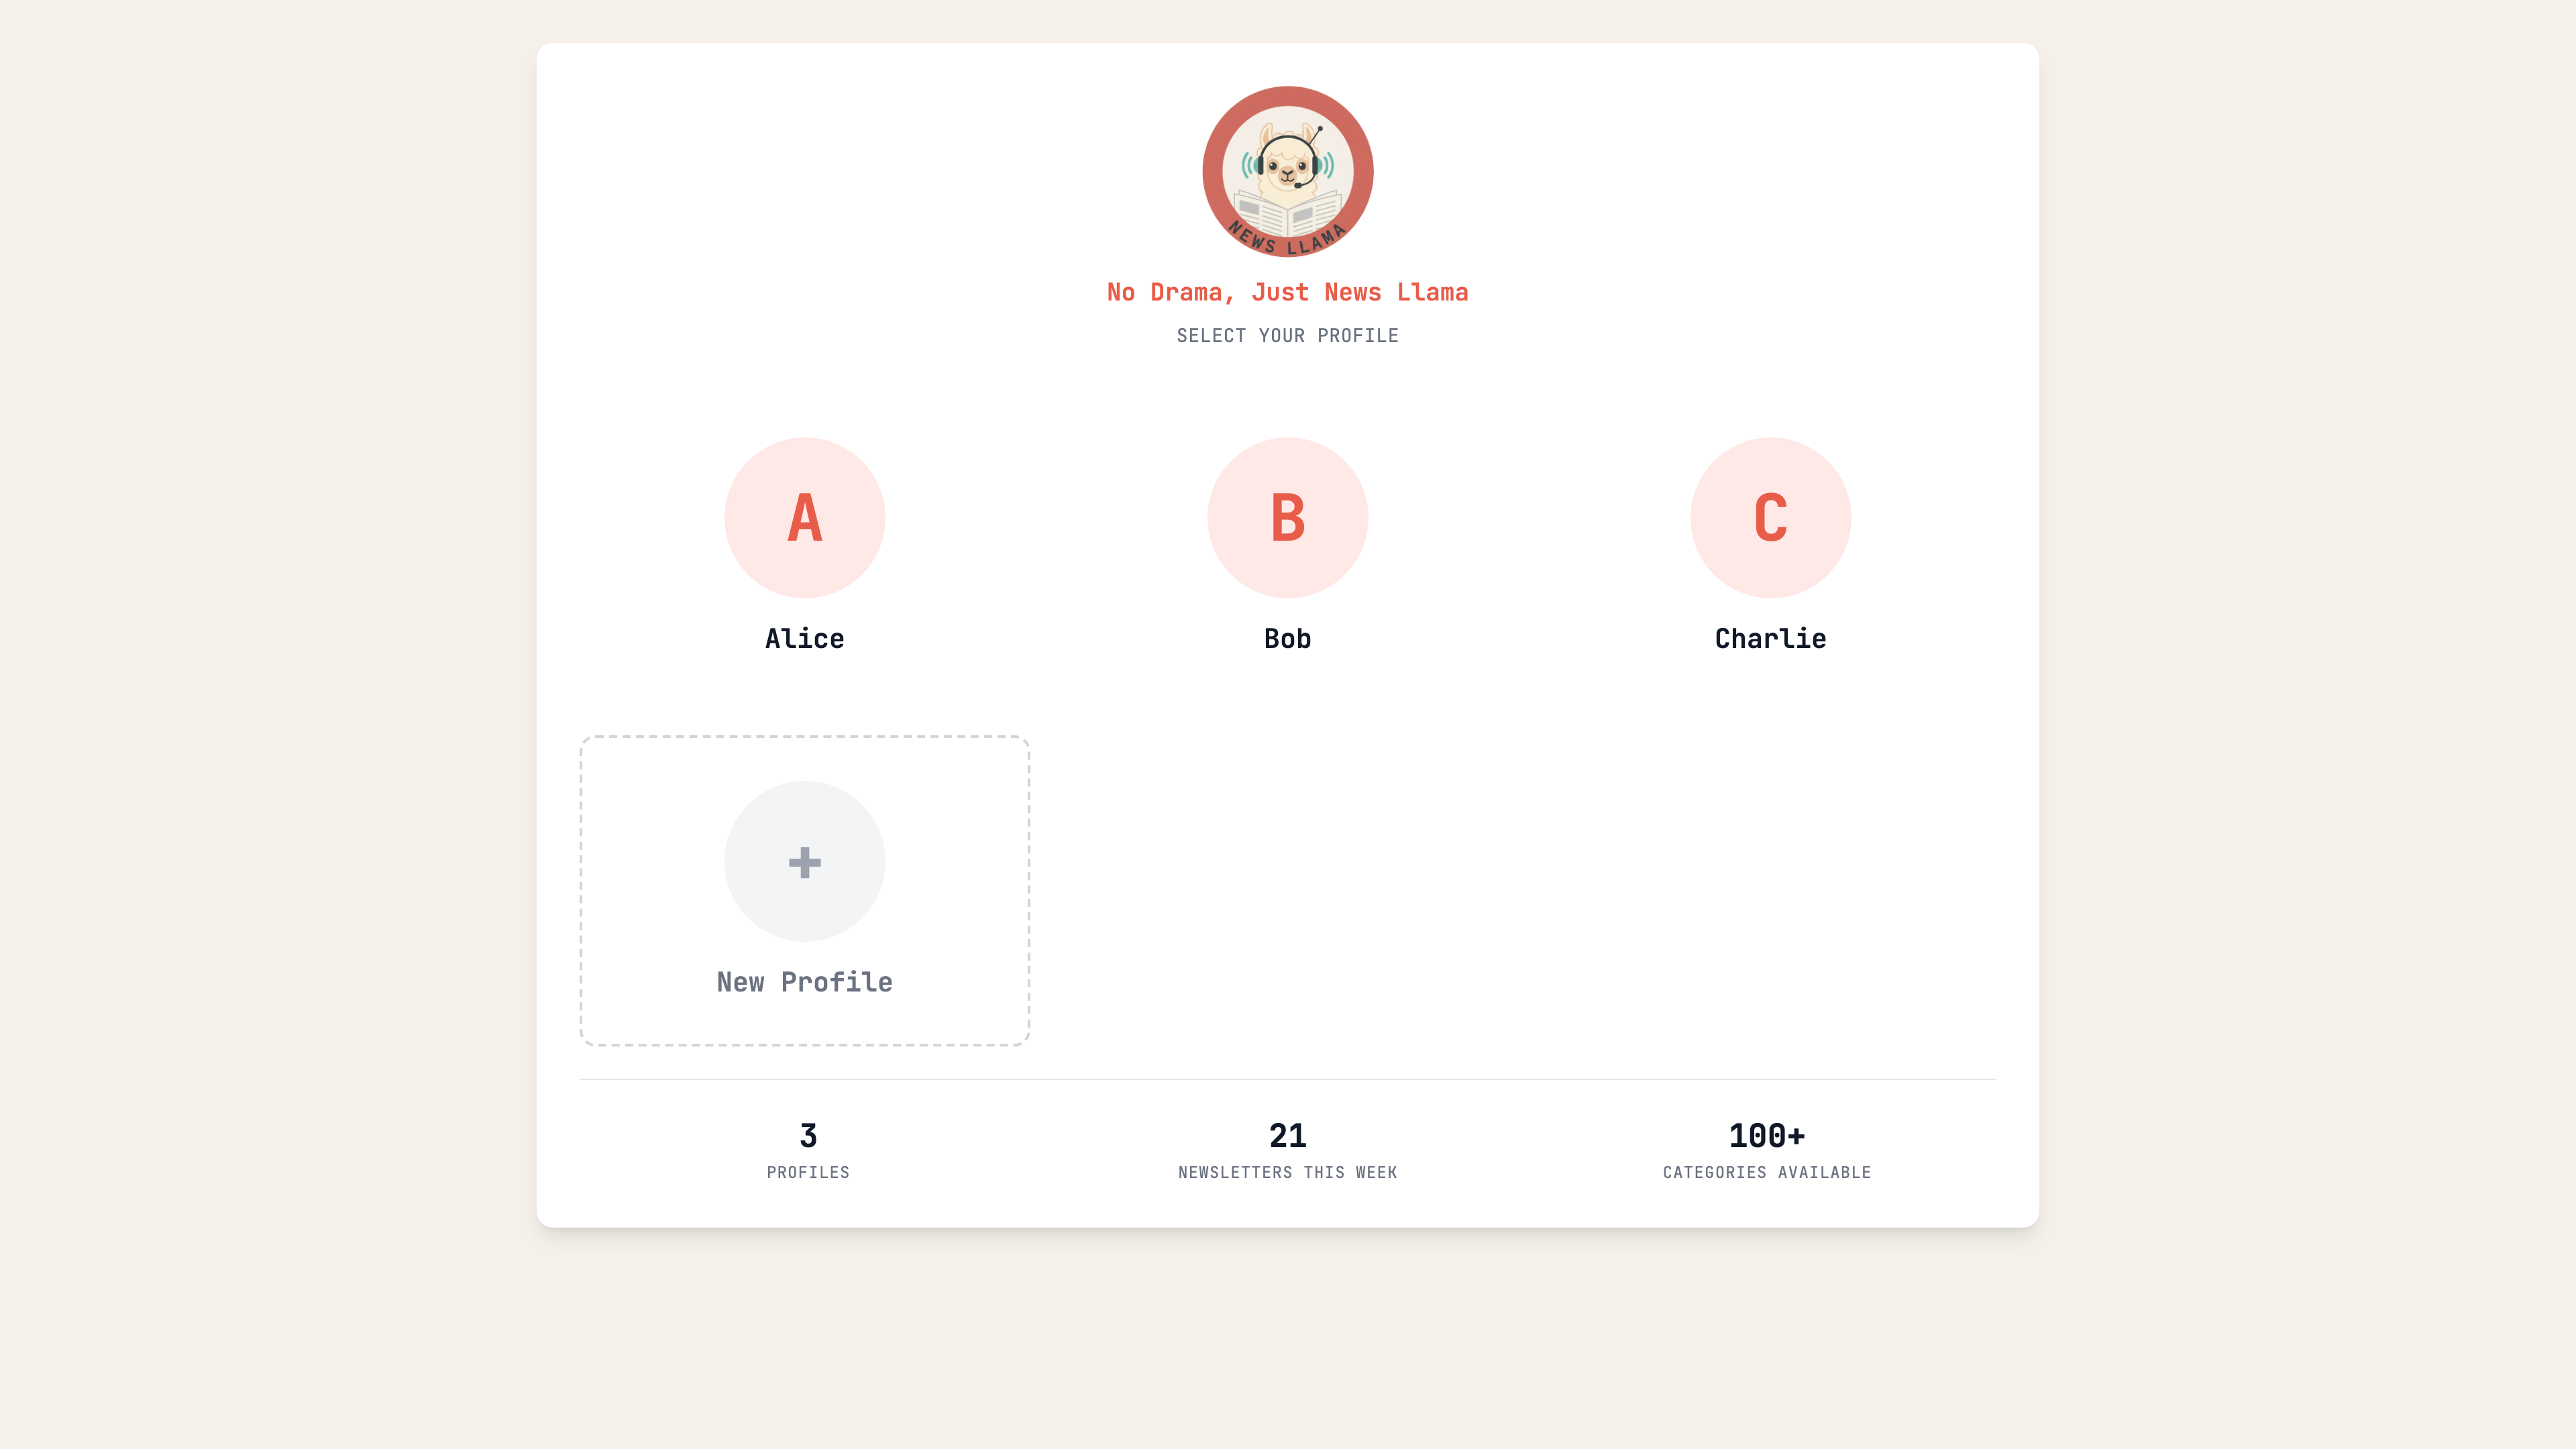 NEWS LLAMA
No Drama, Just News Llama
SELECT YOUR PROFILE
A
B
C
Alice
Bob
Charlie
+
New Profile
3
21
100+
PROFILES
NEWSLETTERS THIS WEEK
CATEGORIES AVAILABLE